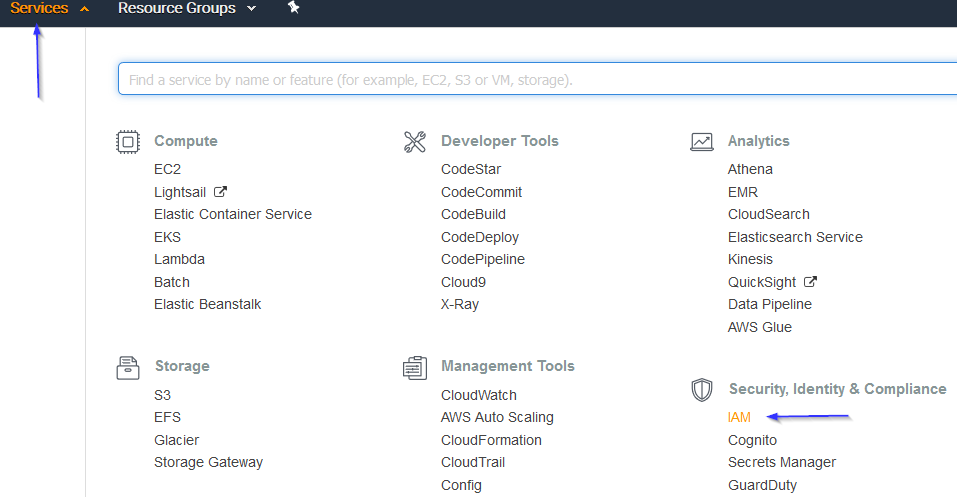 Services Resource Groups
Find a service by name or feature (for example, EC2, S3 or VM, storage).
Compute
EC2
Lightsail
Elastic Container Service
EKS
Lambda
Batch
Elastic Beanstalk
Developer Tools
CodeStar
CodeCommit
CodeBuild
CodeDeploy
CodePipeline
Cloud9
X-Ray
Analytics
Athena
EMR
CloudSearch
Elasticsearch Service
Kinesis
QuickSight
Data Pipeline
AWS Glue
Storage
S3
EFS
Glacier
Storage Gateway
Management Tools
CloudWatch
AWS Auto Scaling
CloudFormation
CloudTrail
Config
Security, Identity & Compliance
IAM
Cognito
Secrets Manager
GuardDuty